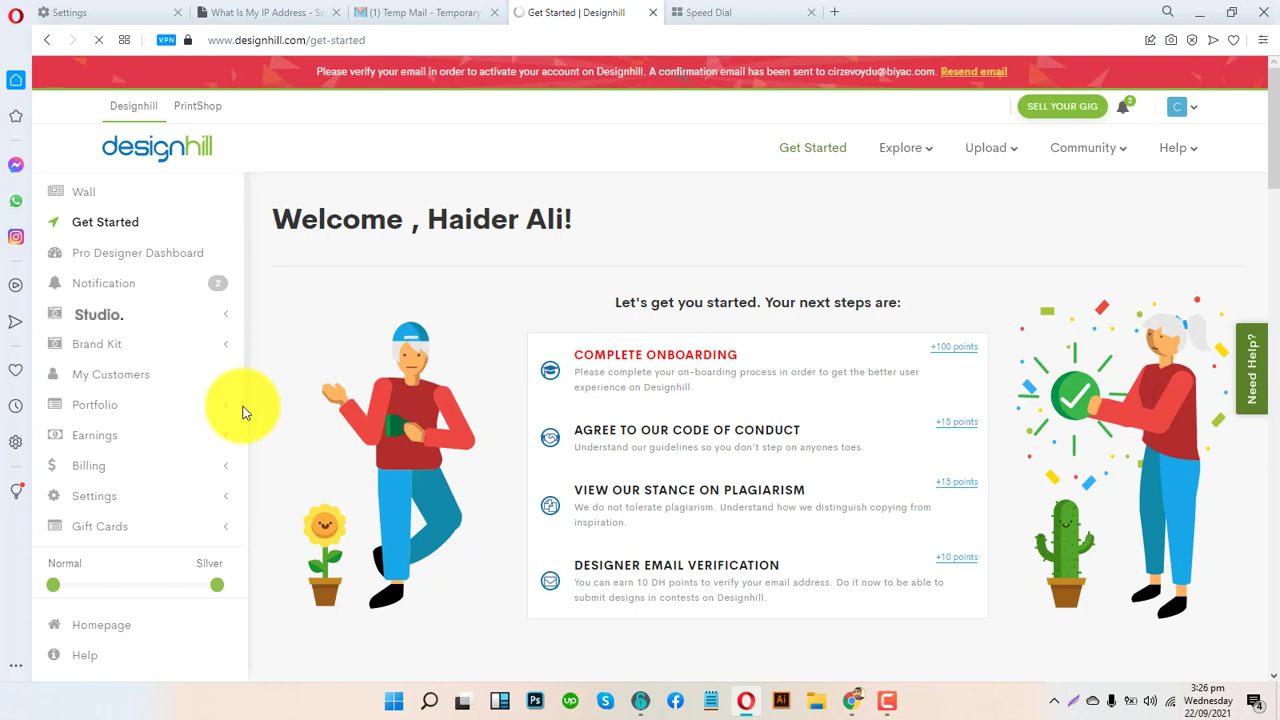 Settings
What Is My IP Address - Se
(1) Temp Mail - Temporary
Get Started | Designhill
Speed Dial
VPN
www.designhill.com/get-started
Please verify your email in order to activate your account on Designhill. A confirmation email has been sent to cirzevoydu@biyac.com. Resend email
Designhill
PrintShop
SELL YOUR GIG
2
C
designhill
Get Started
Explore
Upload
Community
Help
Wall
Get Started
Pro Designer Dashboard
Notification
2
Studio.
Brand Kit
My Customers
Portfolio
Earnings
Billing
Settings
Gift Cards
Normal
Silver
Homepage
Help
Welcome , Haider Ali!
Let's get you started. Your next steps are:
COMPLETE ONBOARDING
+100 points
Please complete your on-boarding process in order to get the better user
experience on Designhill.
AGREE TO OUR CODE OF CONDUCT
+15 points
Understand our guidelines so you don't step on anyones toes.
VIEW OUR STANCE ON PLAGIARISM
+15 points
We do not tolerate plagiarism. Understand how we distinguish copying from
inspiration.
DESIGNER EMAIL VERIFICATION
+10 points
You can earn 10 DH points to verify your email address. Do it now to be able to
submit designs in contests on Designhill.
Need Help?
Ps
up
Ai
3:26 pm
Wednesday
22/09/2021
4